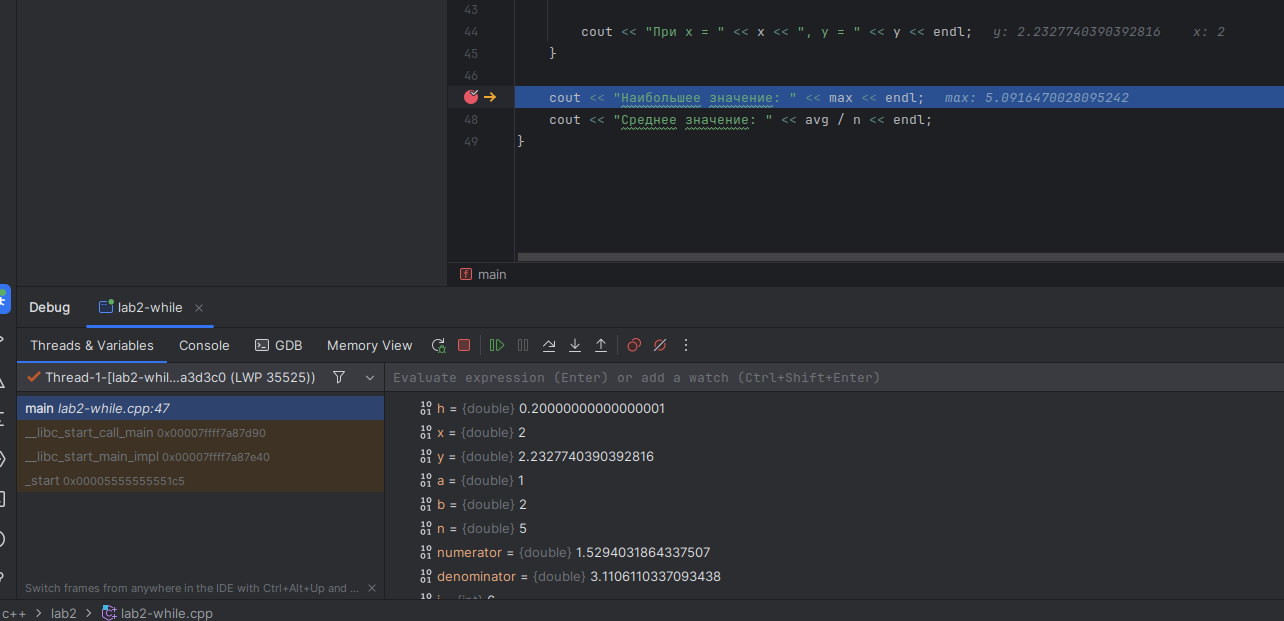 43
44 cout << "При x = " << x << ", y = " << y << endl; y: 2.2327740390392816 x: 2
45 }
46
cout << "Наибольшее значение: " << max << endl; max: 5.0916470028095242
48 cout << "Среднее значение: " << avg / n << endl;
49 }
main
Debug lab2-while
Threads & Variables Console GDB Memory View
Thread-1-[lab2-whil...a3d3c0 (LWP 35525)) Evaluate expression (Enter) or add a watch (Ctrl+Shift+Enter)
main lab2-while.cpp:47
__libc_start_call_main 0x00007ffff7a87d90
__libc_start_main_impl 0x00007ffff7a87e40
_start 0x00005555555551c5
h = {double} 0.20000000000000001
x = {double} 2
y = {double} 2.2327740390392816
a = {double} 1
b = {double} 2
n = {double} 5
numerator = {double} 1.5294031864337507
denominator = {double} 3.1106110337093438
Switch frames from anywhere in the IDE with Ctrl+Alt+Up and ...
c++ > lab2 > lab2-while.cpp